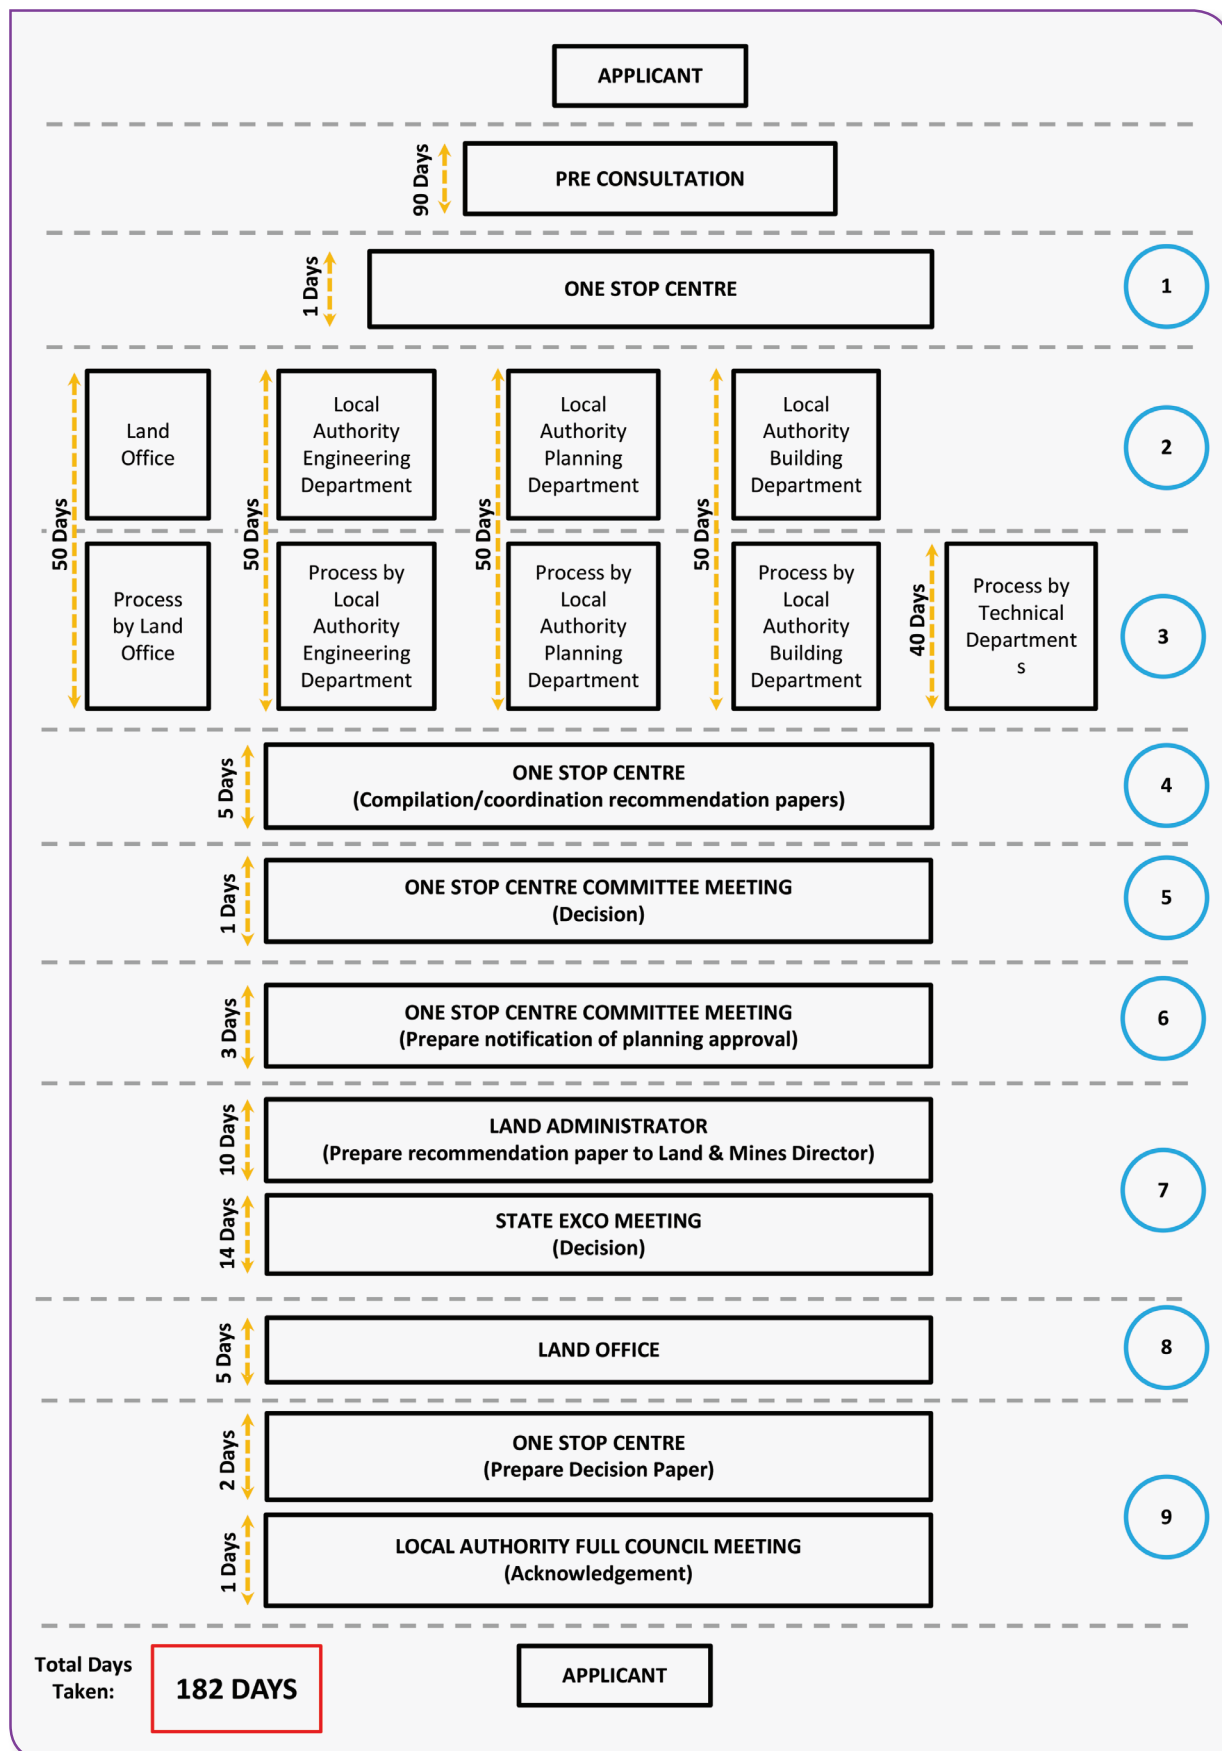 APPLICANT
90 Days
PRE CONSULTATION
1 Days
ONE STOP CENTRE
1
50 Days
Land
Office
50 Days
Local
Authority
Engineering
Department
50 Days
Local
Authority
Planning
Department
50 Days
Local
Authority
Building
Department
2
Process
by Land
Office
Process by
Local
Authority
Engineering
Department
Process by
Local
Authority
Planning
Department
Process by
Local
Authority
Building
Department
40 Days
Process by
Technical
Department
s
3
5 Days
ONE STOP CENTRE
(Compilation/coordination recommendation papers)
4
1 Days
ONE STOP CENTRE COMMITTEE MEETING
(Decision)
5
3 Days
ONE STOP CENTRE COMMITTEE MEETING
(Prepare notification of planning approval)
6
10 Days
LAND ADMINISTRATOR
(Prepare recommendation paper to Land & Mines Director)
7
14 Days
STATE EXCO MEETING
(Decision)
5 Days
LAND OFFICE
8
2 Days
ONE STOP CENTRE
(Prepare Decision Paper)
9
1 Days
LOCAL AUTHORITY FULL COUNCIL MEETING
(Acknowledgement)
Total Days
Taken:
182 DAYS
APPLICANT